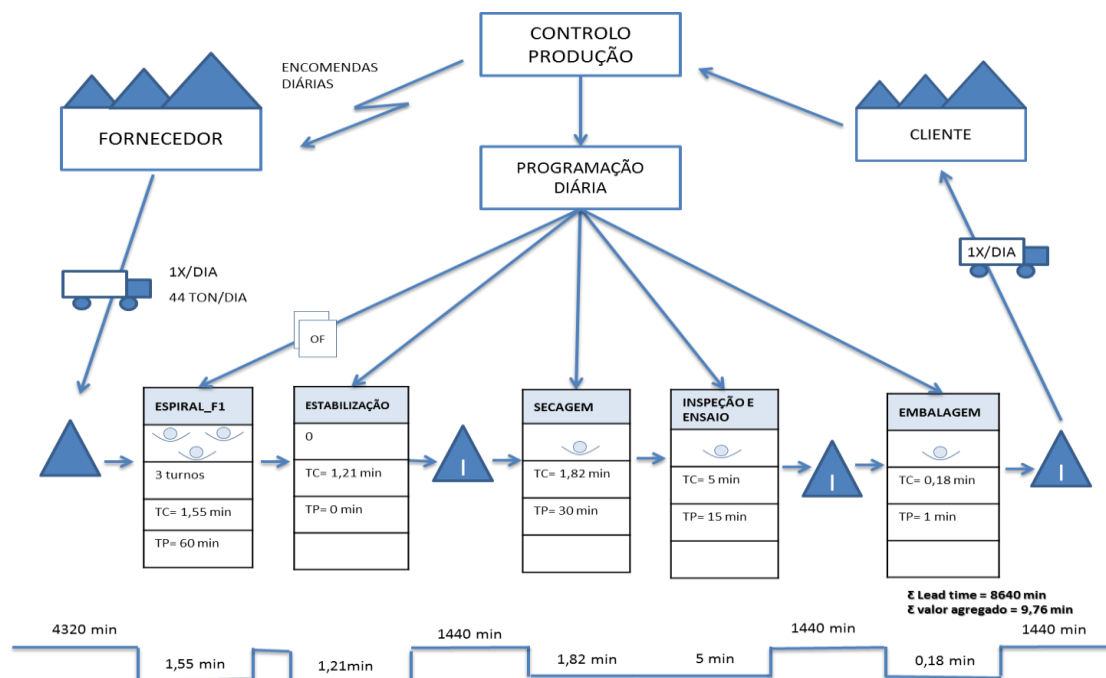 CONTROLO
PRODUÇÃO
ENCOMENDAS
DIÁRIAS
FORNECEDOR
CLIENTE
PROGRAMAÇÃO
DIÁRIA
1X/DIA
44 TON/DIA
1X/DIA
OF
ESPIRAL_F1
3 turnos
TC= 1,55 min
TP= 60 min
ESTABILIZAÇÃO
0
TC= 1,21 min
TP= 0 min
I
SECAGEM
TC= 1,82 min
TP= 30 min
INSPEÇÃO E
ENSAIO
TC= 5 min
TP= 15 min
I
EMBALAGEM
TC= 0,18 min
TP= 1 min
I
Ʃ Lead time = 8640 min
Ʃ valor agregado = 9,76 min
4320 min
1,55 min
1,21min
1440 min
1,82 min
5 min
1440 min
0,18 min
1440 min